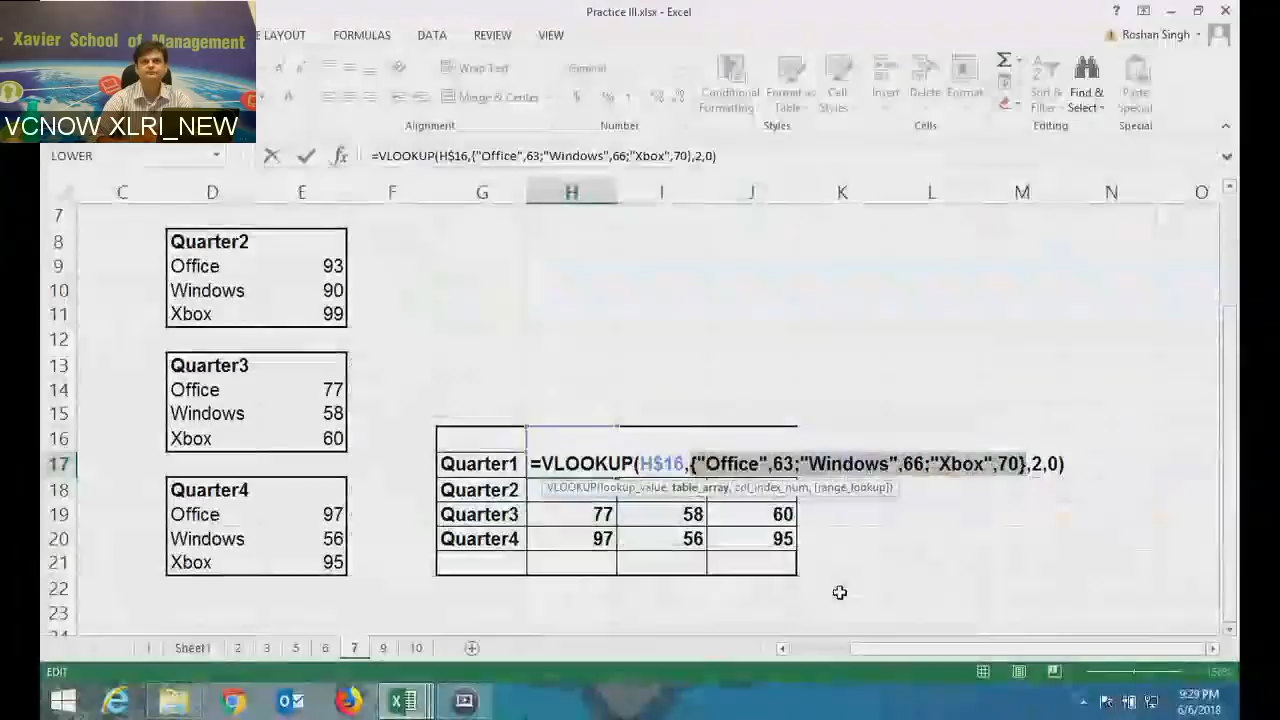 Practice III.xlsx - Excel
Xavier School of Management
VCNOW XLRI_NEW
E LAYOUT FORMULAS DATA REVIEW VIEW
Roshan Singh
Wrap Text
General
Merge & Center
Conditional Formatting
Format as Table
Cell Styles
Insert
Delete
Format
Sort & Filter
Find & Select
Paste Special
Alignment Number Styles Cells Editing Special
LOWER
=VLOOKUP(H$16,{"Office",63;"Windows",66;"Xbox",70},2,0)
C D E F G H I J K L M N O
7
8 Quarter2
9 Office 93
10 Windows 90
11 Xbox 99
12
13 Quarter3
14 Office 77
15 Windows 58
16 Xbox 60
17 Quarter1 =VLOOKUP(H$16,{"Office",63;"Windows",66;"Xbox",70},2,0)
VLOOKUP(lookup_value, table_array, col_index_num, [range_lookup])
18 Quarter4 Quarter2
19 Office 97 Quarter3 77 58 60
20 Windows 56 Quarter4 97 56 95
21 Xbox 95
22
23
24
Sheet1 2 3 5 6 7 9 10
EDIT
9:29 PM
6/6/2018